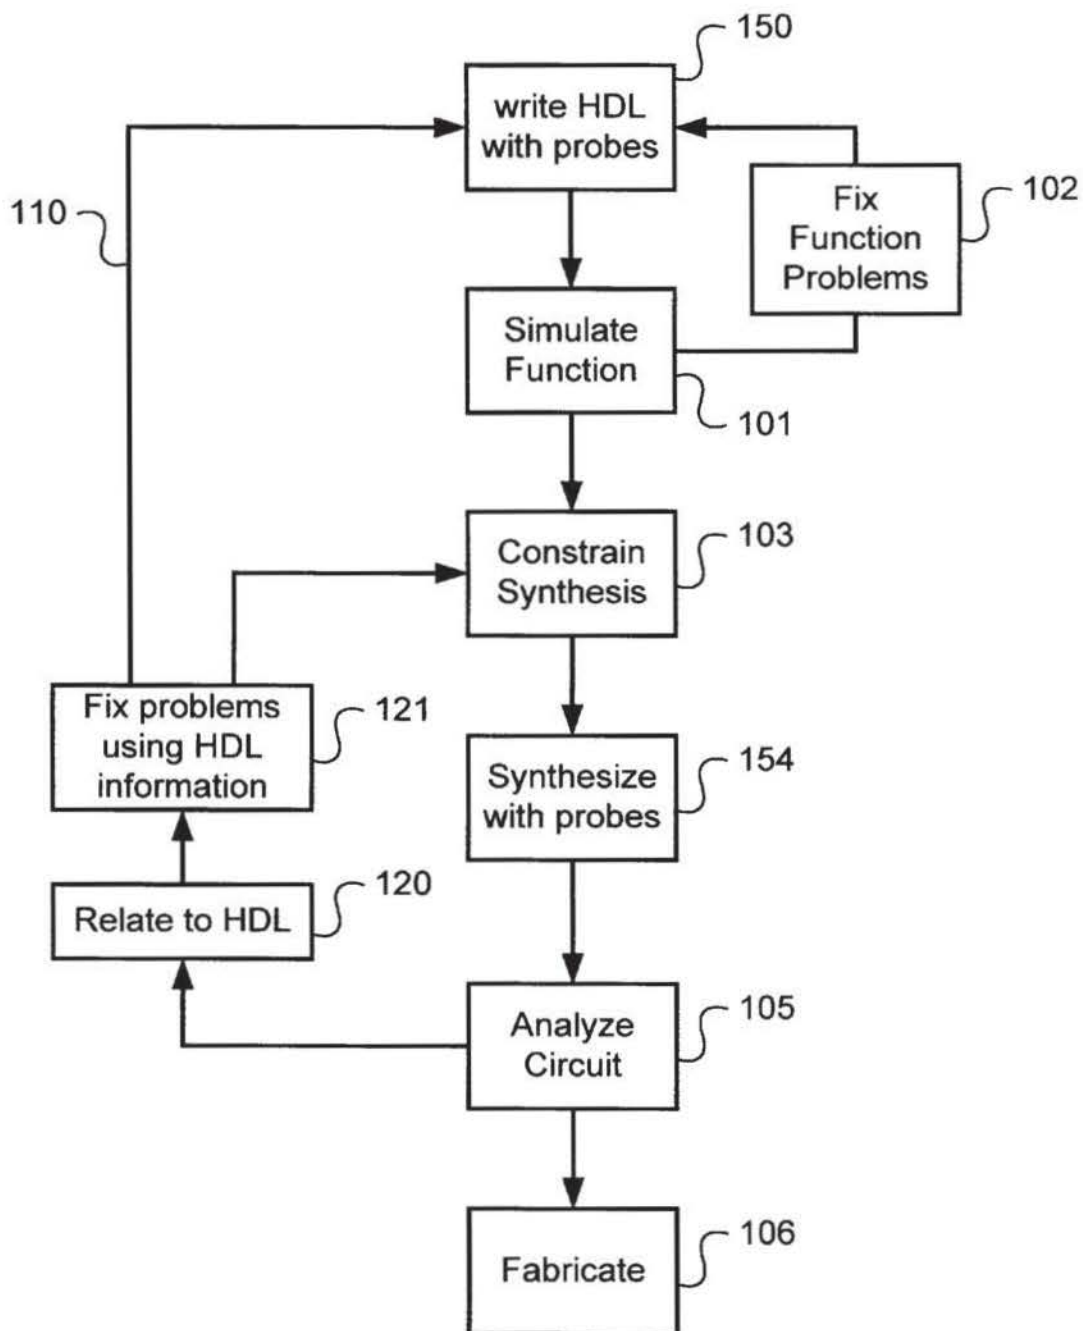 150
write HDL
with probes
110
Fix
Function
Problems
102
Simulate
Function
101
Constrain
Synthesis
103
Fix problems
using HDL
information
121
Synthesize
with probes
154
Relate to HDL
120
Analyze
Circuit
105
Fabricate
106